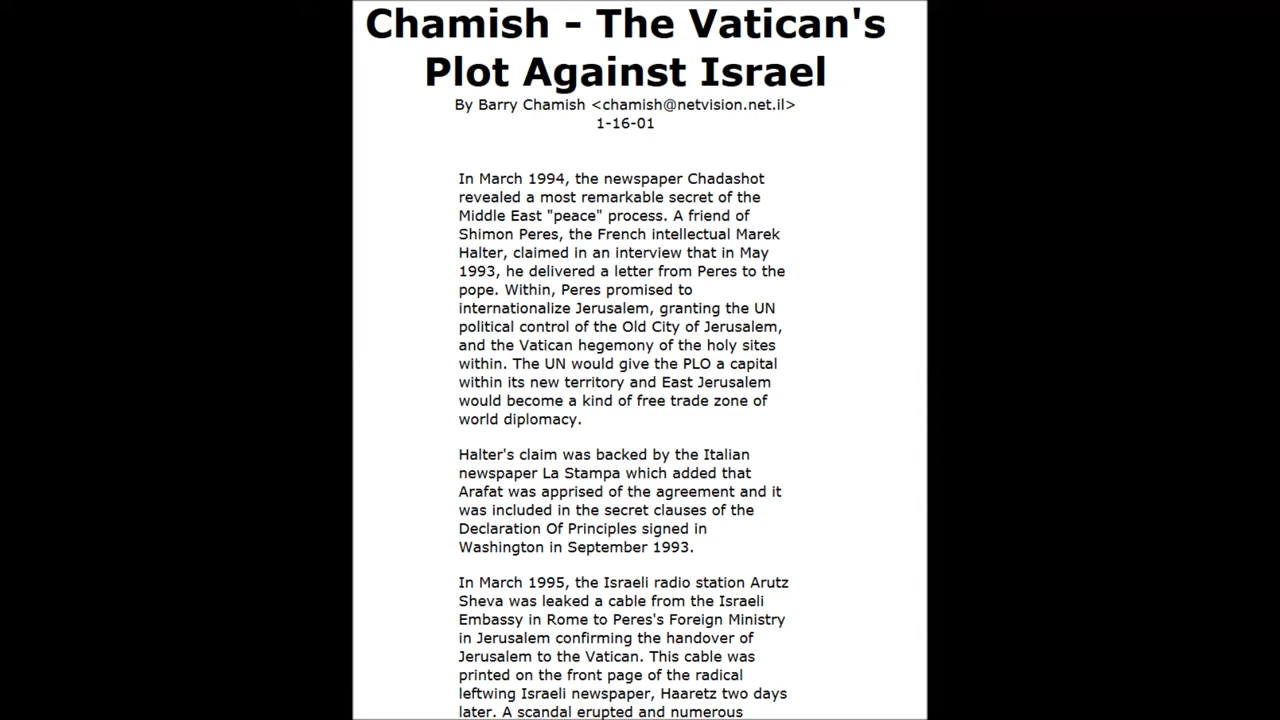 Chamish - The Vatican's
Plot Against Israel
By Barry Chamish <chamish@netvision.net.il>
1-16-01
In March 1994, the newspaper Chadashot
revealed a most remarkable secret of the
Middle East "peace" process. A friend of
Shimon Peres, the French intellectual Marek
Halter, claimed in an interview that in May
1993, he delivered a letter from Peres to the
pope. Within, Peres promised to
internationalize Jerusalem, granting the UN
political control of the Old City of Jerusalem,
and the Vatican hegemony of the holy sites
within. The UN would give the PLO a capital
within its new territory and East Jerusalem
would become a kind of free trade zone of
world diplomacy.
Halter's claim was backed by the Italian
newspaper La Stampa which added that
Arafat was apprised of the agreement and it
was included in the secret clauses of the
Declaration Of Principles signed in
Washington in September 1993.
In March 1995, the Israeli radio station Arutz
Sheva was leaked a cable from the Israeli
Embassy in Rome to Peres's Foreign Ministry
in Jerusalem confirming the handover of
Jerusalem to the Vatican. This cable was
printed on the front page of the radical
leftwing Israeli newspaper, Haaretz two days
later. A scandal erupted and numerous